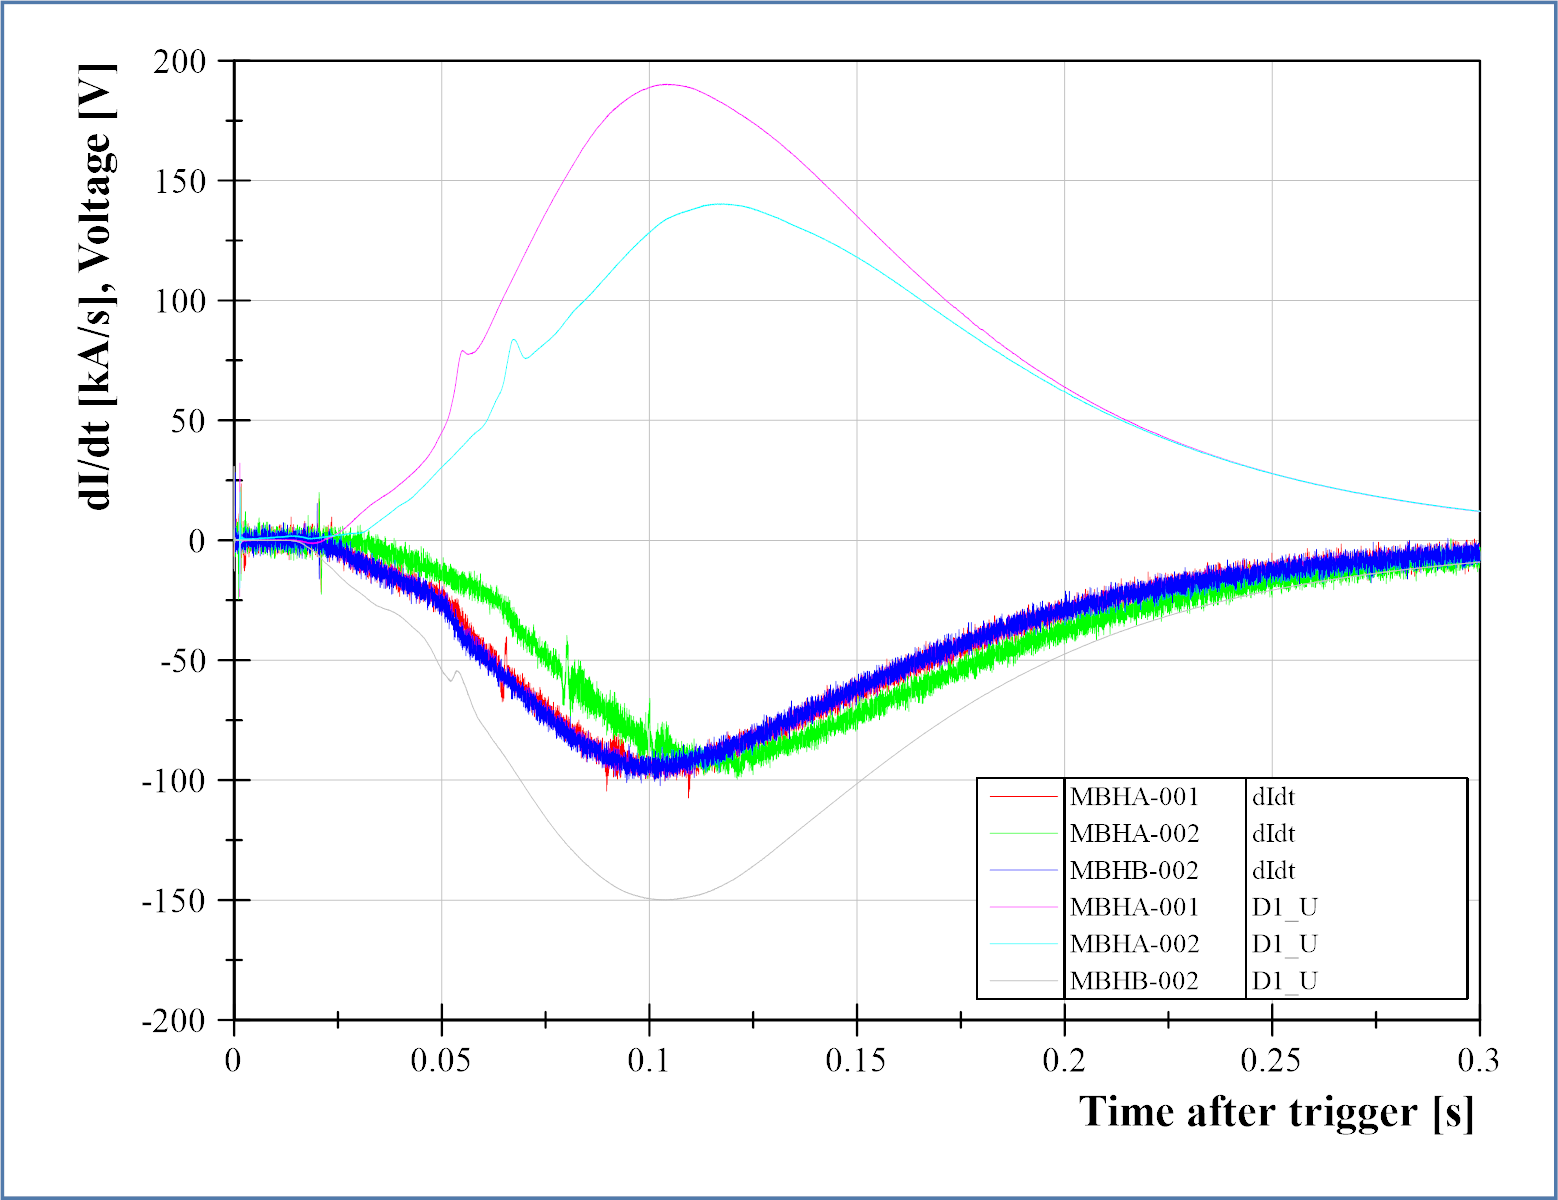 dI/dt [kA/s], Voltage [V]
200
150
100
50
0
-50
-100
-150
-200
0 0.05 0.1 0.15 0.2 0.25 0.3
Time after trigger [s]
MBHA-001 dIdt
MBHA-002 dIdt
MBHB-002 dIdt
MBHA-001 D1_U
MBHA-002 D1_U
MBHB-002 D1_U